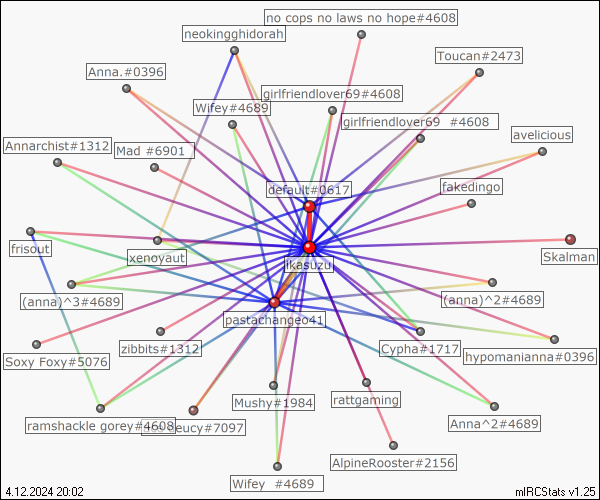 no cops no laws no hope#4608
neokingghidorah
Toucan#2473
Anna.#0396
girlfriendlover69#4608
Wifey#4689
girlfriendlover69 #4608
avelicious
Annarchist#1312
Mad #6901
default#0617
fakedingo
frisout
xenoyaut
ikasuzu
Skalman
(anna)^3#4689
(anna)^2#4689
pastachangeo41
Soxy Foxy#5076
zibbits#1312
Cypha#1717
hypomanianna#0396
Mushy#1984
rattgaming
ramshackle gorey#4608
eucy#7097
Anna^2#4689
AlpineRooster#2156
Wifey #4689
4.12.2024 20:02
mIRCStats v1.25